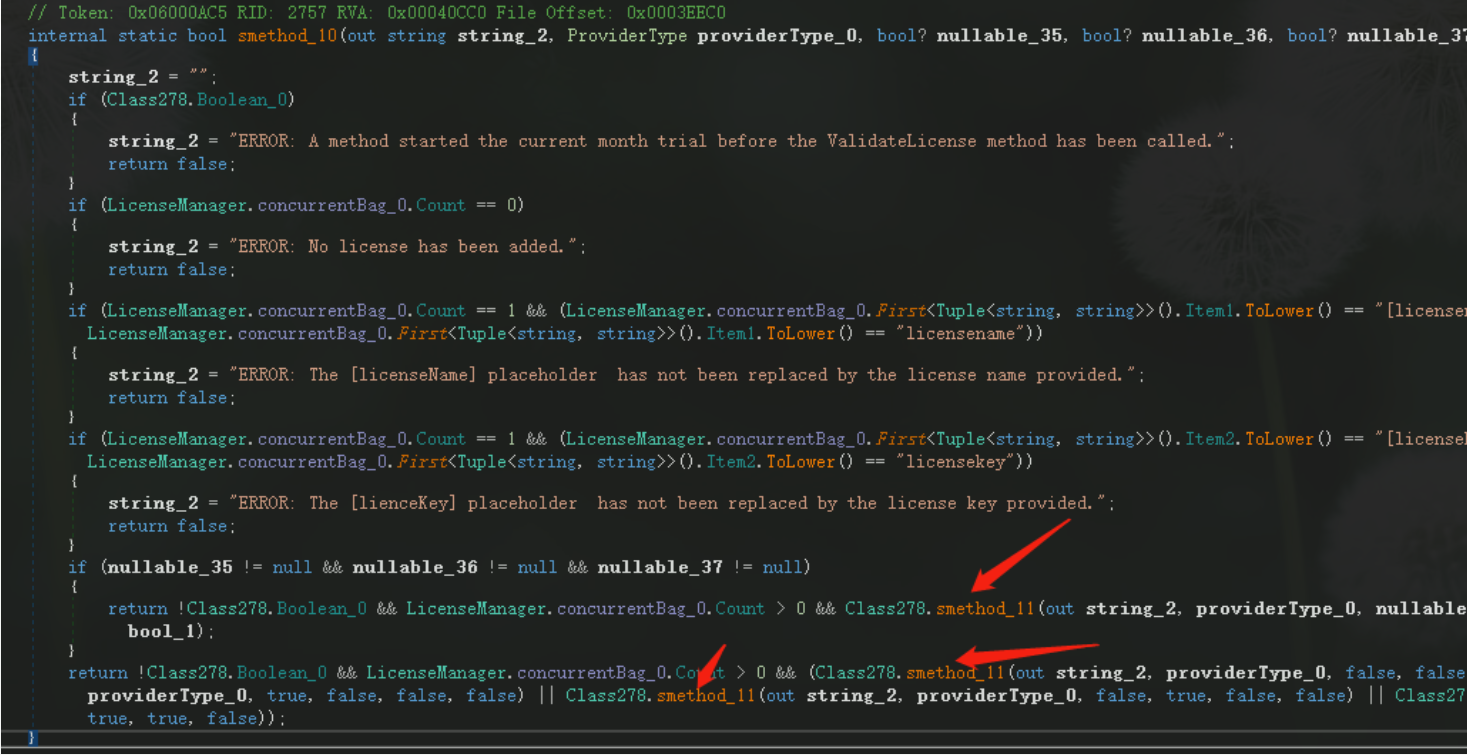 // Token: 0x06000AC5 RID: 2757 RVA: 0x00040CC0 File Offset: 0x0003EEC0
internal static bool smethod_10(out string string_2, ProviderType providerType_0, bool? nullable_35, bool? nullable_36, bool? nullable_37
{
string_2 = "";
if (Class278.Boolean_0)
{
string_2 = "ERROR: A method started the current month trial before the ValidateLicense method has been called.";
return false;
}
if (LicenseManager.concurrentBag_0.Count == 0)
{
string_2 = "ERROR: No license has been added.";
return false;
}
if (LicenseManager.concurrentBag_0.Count == 1 && (LicenseManager.concurrentBag_0.First<Tuple<string, string>>().Item1.ToLower() == "[licensen
LicenseManager.concurrentBag_0.First<Tuple<string, string>>().Item1.ToLower() == "licensename"))
{
string_2 = "ERROR: The [licenseName] placeholder  has not been replaced by the license name provided.";
return false;
}
if (LicenseManager.concurrentBag_0.Count == 1 && (LicenseManager.concurrentBag_0.First<Tuple<string, string>>().Item2.ToLower() == "[licensek
LicenseManager.concurrentBag_0.First<Tuple<string, string>>().Item2.ToLower() == "licensekey"))
{
string_2 = "ERROR: The [lienceKey] placeholder  has not been replaced by the license key provided.";
return false;
}
if (nullable_35 != null && nullable_36 != null && nullable_37 != null)
{
return !Class278.Boolean_0 && LicenseManager.concurrentBag_0.Count > 0 && Class278.smethod_11(out string_2, providerType_0, nullable
bool_1);
}
return !Class278.Boolean_0 && LicenseManager.concurrentBag_0.Count > 0 && (Class278.smethod_11(out string_2, providerType_0, false, false
providerType_0, true, false, false, false) || Class278.smethod_11(out string_2, providerType_0, false, true, false, false) || Class27
true, true, false));
}